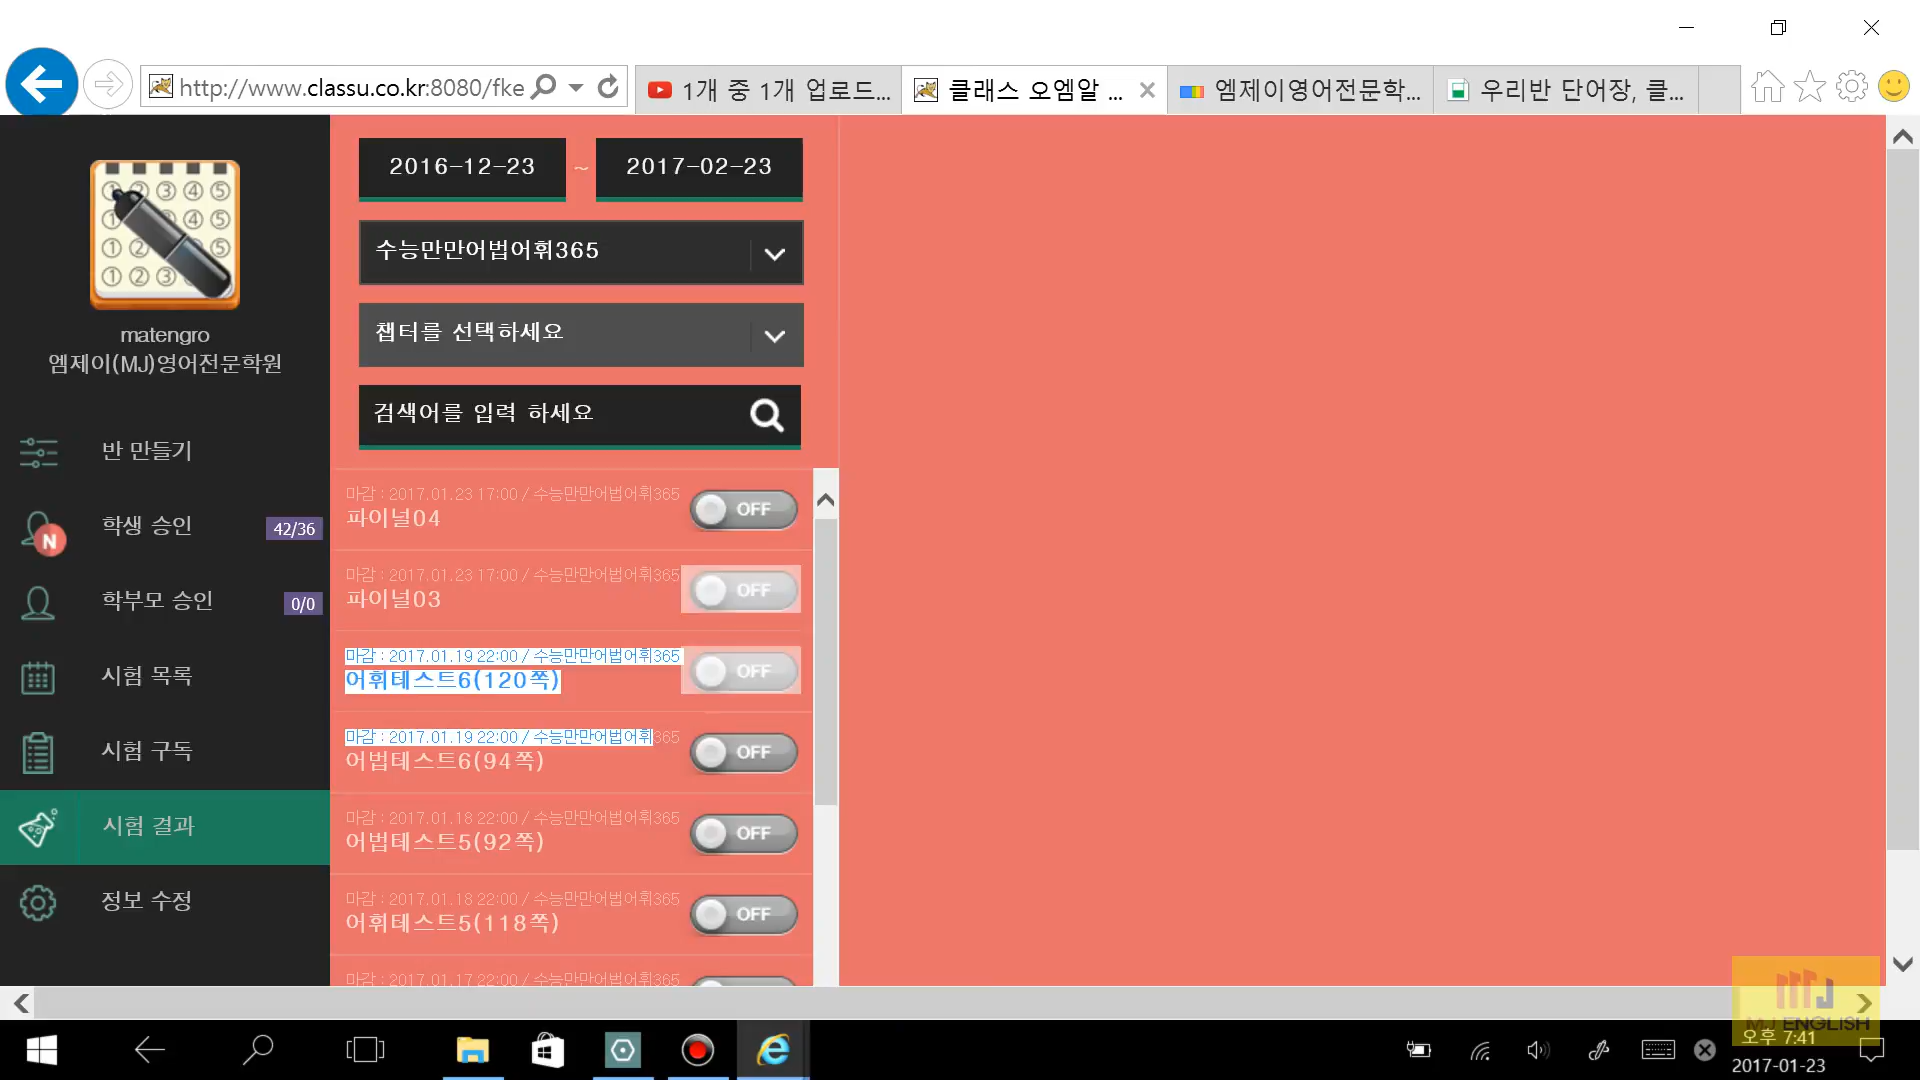 http://www.classu.co.kr:8080/fke
1개 중 1개 업로드...
클래스 오엠알 ...
엠제이영어전문학...
우리반 단어장, 클...
matengro
엠제이(MJ)영어전문학원
반 만들기
학생 승인 42/36
N
학부모 승인 0/0
시험 목록
시험 구독
시험 결과
정보 수정
2016-12-23 ~ 2017-02-23
수능만만어법어휘365
챕터를 선택하세요
검색어를 입력 하세요
마감 : 2017.01.23 17:00 / 수능만만어법어휘365
파이널04
OFF
마감 : 2017.01.23 17:00 / 수능만만어법어휘365
파이널03
OFF
마감 : 2017.01.19 22:00 / 수능만만어법어휘365
어휘테스트6(120쪽)
OFF
마감 : 2017.01.19 22:00 / 수능만만어법어휘365
어법테스트6(94쪽)
OFF
마감 : 2017.01.18 22:00 / 수능만만어법어휘365
어법테스트5(92쪽)
OFF
마감 : 2017.01.18 22:00 / 수능만만어법어휘365
어휘테스트5(118쪽)
OFF
마감 : 2017.01.17 22:00 / 수능만만어법어휘365
MJ ENGLISH
오후 7:41
2017-01-23